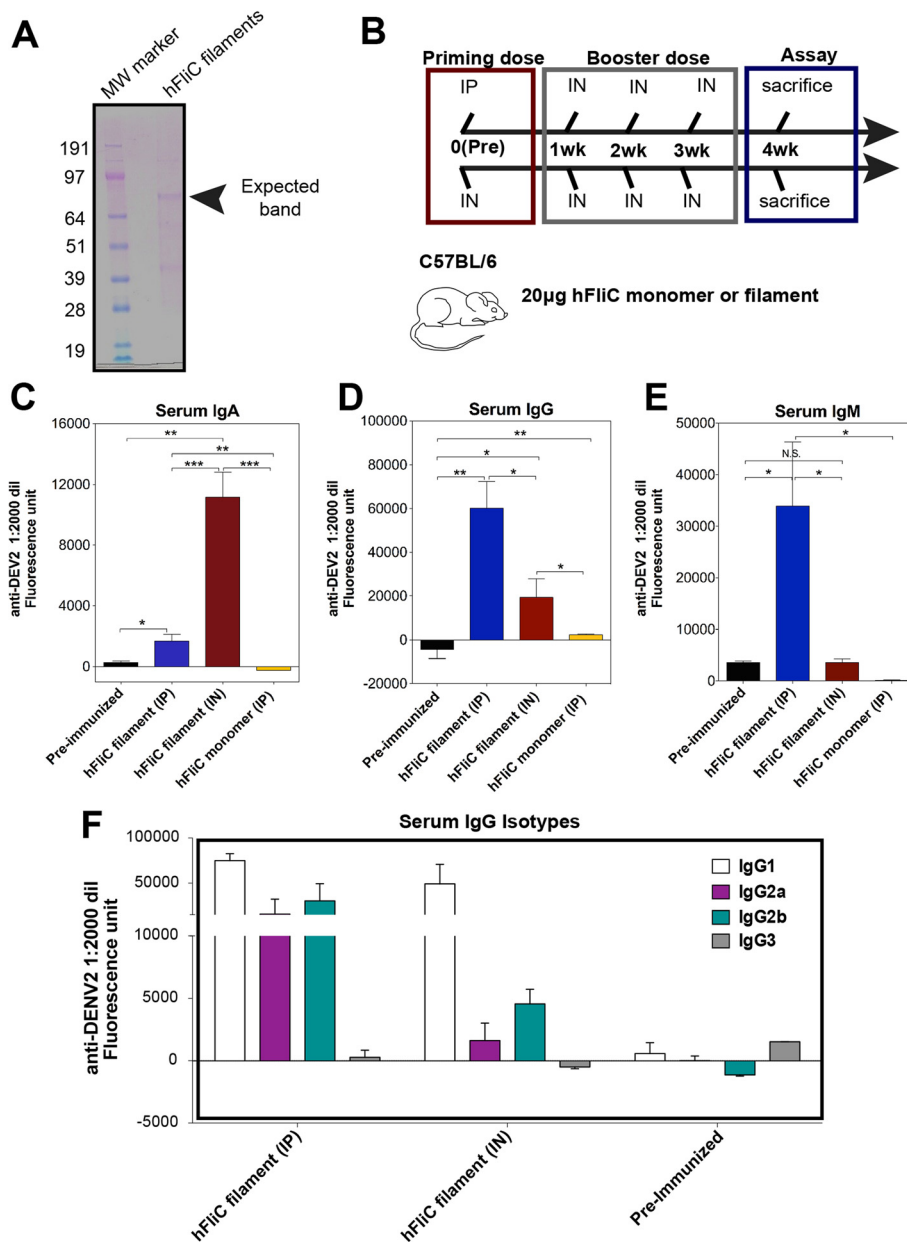 A
MW marker
hFliC filaments
191
97
64
51
39
28
19
Expected
band
B
Priming dose
Booster dose
Assay
IP
IN
IN
IN
sacrifice
0(Pre)
1wk
2wk
3wk
4wk
IN
IN
IN
IN
sacrifice
C57BL/6
20µg hFliC monomer or filament
C
Serum IgA
anti-DEV2 1:2000 dil
Fluorescence unit
16000
12000
8000
4000
0
**
**
***
***
*
Pre-immunized
hFliC filament (IP)
hFliC filament (IN)
hFliC monomer (IP)
D
Serum IgG
anti-DEV2 1:2000 dil
Fluorescence unit
100000
80000
60000
40000
20000
0
-20000
**
*
**
*
*
Pre-immunized
hFliC filament (IP)
hFliC filament (IN)
hFliC monomer (IP)
E
Serum IgM
anti-DEV2 1:2000 dil
Fluorescence unit
50000
40000
30000
20000
10000
0
*
N.S.
*
*
Pre-immunized
hFliC filament (IP)
hFliC filament (IN)
hFliC monomer (IP)
F
Serum IgG Isotypes
anti-DENV2 1:2000 dil
Fluorescence unit
100000
50000
10000
5000
0
-5000
IgG1
IgG2a
IgG2b
IgG3
hFliC filament (IP)
hFliC filament (IN)
Pre-Immunized